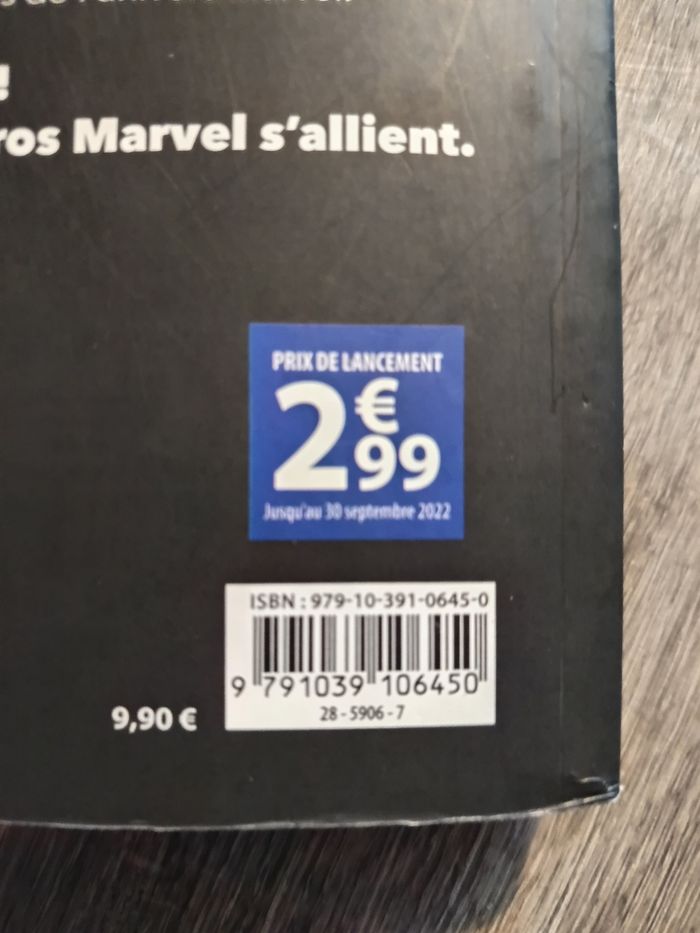 !
ros Marvel s'allient.
PRIX DE LANCEMENT
2€99
Jusqu'au 30 septembre 2022
ISBN : 979-10-391-0645-0
9 791039 106450
28-5906-7
9,90 €